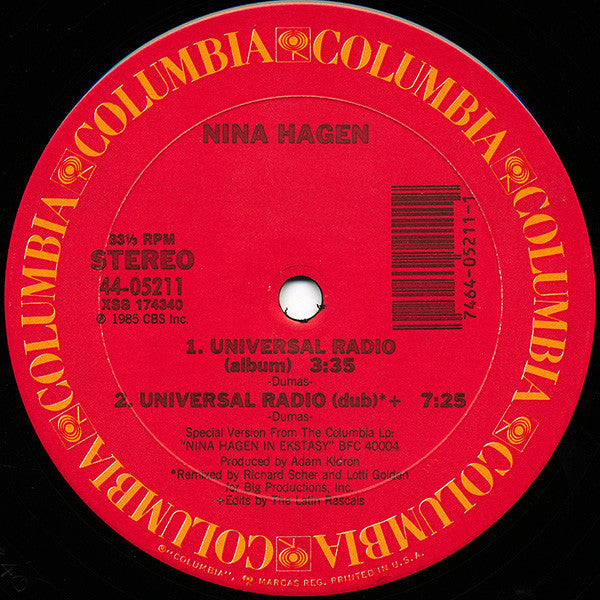 COLUMBIA COLUMBIA COLUMBIA COLUMBIA COLUMBIA COLUMBIA COLUMBIA COLUMBIA
NINA HAGEN
33⅓ RPM
STEREO
44-05211
XSS 174340
℗ 1985 CBS Inc.
7464-05211-1
1. UNIVERSAL RADIO
(album) 3:35
-Dumas-
2. UNIVERSAL RADIO (dub)*+ 7:25
-Dumas-
Special Version From The Columbia Lp:
"NINA HAGEN IN EKSTASY" BFC 40004
Produced by Adam Kidron
*Remixed by Richard Scher and Lotti Golden
for Big Productions, Inc.
+Edits by The Latin Rascals
®"COLUMBIA", MARCAS REG. PRINTED IN U.S.A.